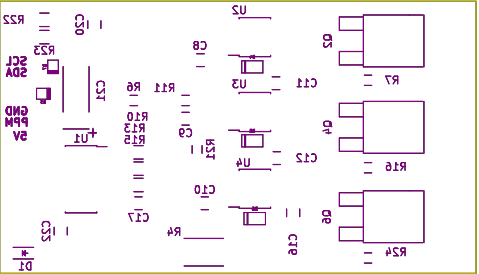 R22
C20
U2
Q2
R23
C8
SCL
SDA
R7
C11
U3
R6
R11
C21
GND
PPM
5V
R10
R13
R15
U1
C9
R21
Q4
C12
U4
R16
C10
C17
Q6
C22
R4
C16
R24
D1